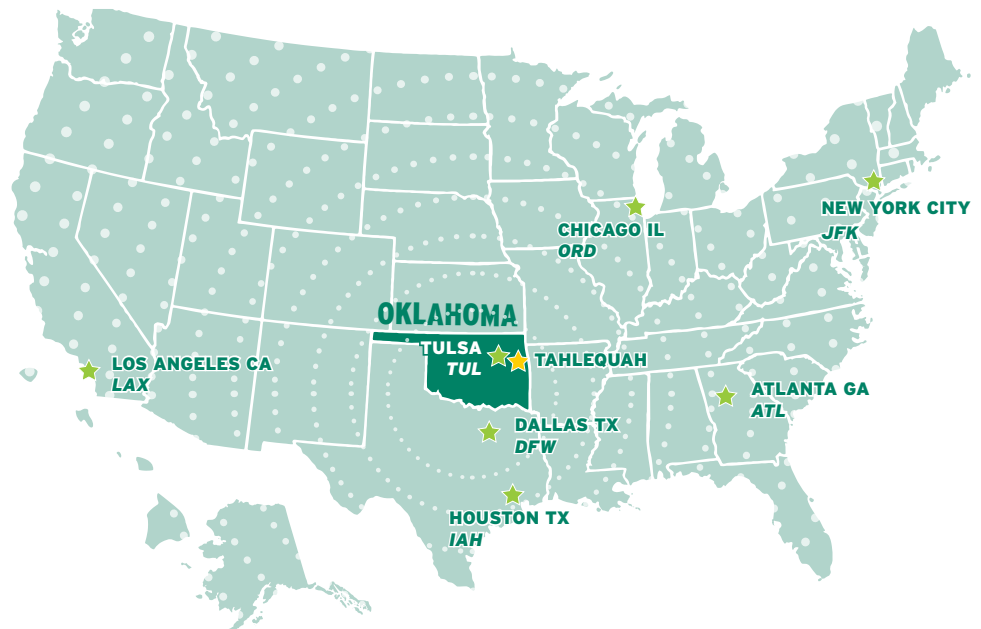 NEW YORK CITY
JFK
CHICAGO IL
ORD
OKLAHOMA
TULSA
TUL
TAHLEQUAH
LOS ANGELES CA
LAX
ATLANTA GA
ATL
DALLAS TX
DFW
HOUSTON TX
IAH